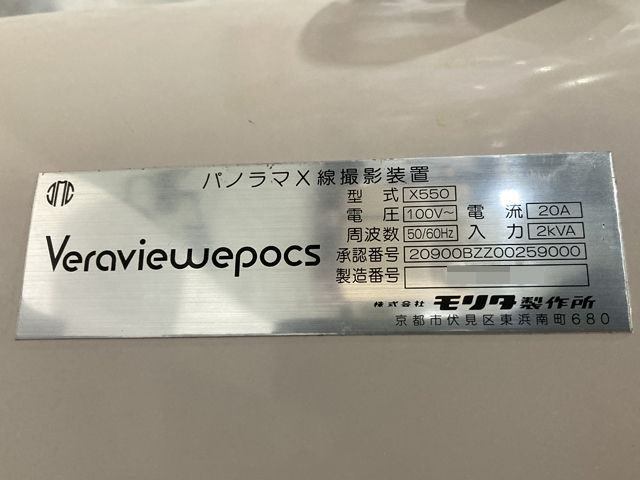 パノラマX線撮影装置
Veraviewepocs
型式 X550
電圧 100V~ 電流 20A
周波数 50/60Hz 入力 2kVA
承認番号 20900BZZ00259000
製造番号
株式会社 モリタ製作所
京都市伏見区東浜南町680